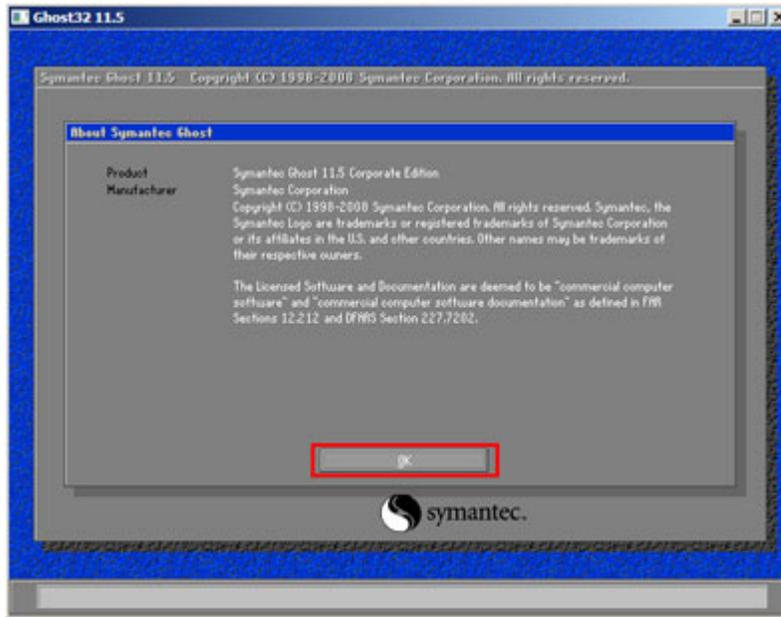 Ghost32 11.5
Symantec Ghost 11.5 Copyright (C) 1998-2008 Symantec Corporation. All rights reserved.
About Symantec Ghost
Product Symantec Ghost 11.5 Corporate Edition
Manufacturer Symantec Corporation
Copyright (C) 1998-2008 Symantec Corporation. All rights reserved. Symantec, the
Symantec Logo are trademarks or registered trademarks of Symantec Corporation
or its affiliates in the U.S. and other countries. Other names may be trademarks of
their respective owners.
The Licensed Software and Documentation are deemed to be "commercial computer
software" and "commercial computer software documentation" as defined in FAR
Sections 12.212 and DFARS Section 227.7202.
OK
symantec.